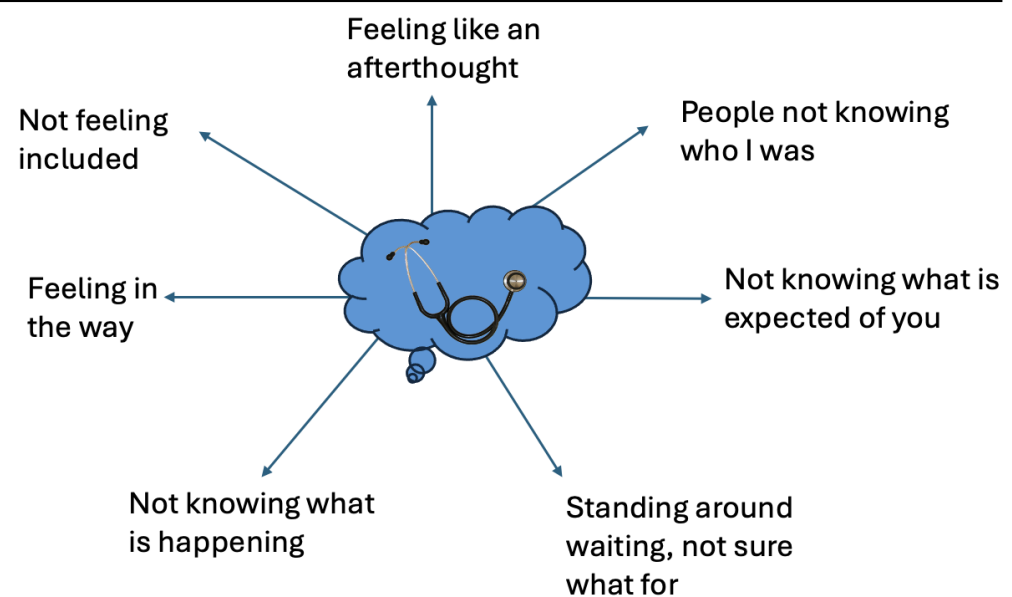 Feeling like an
afterthought
Not feeling
included
People not knowing
who I was
Feeling in
the way
Not knowing what is
expected of you
Not knowing what
is happening
Standing around
waiting, not sure
what for